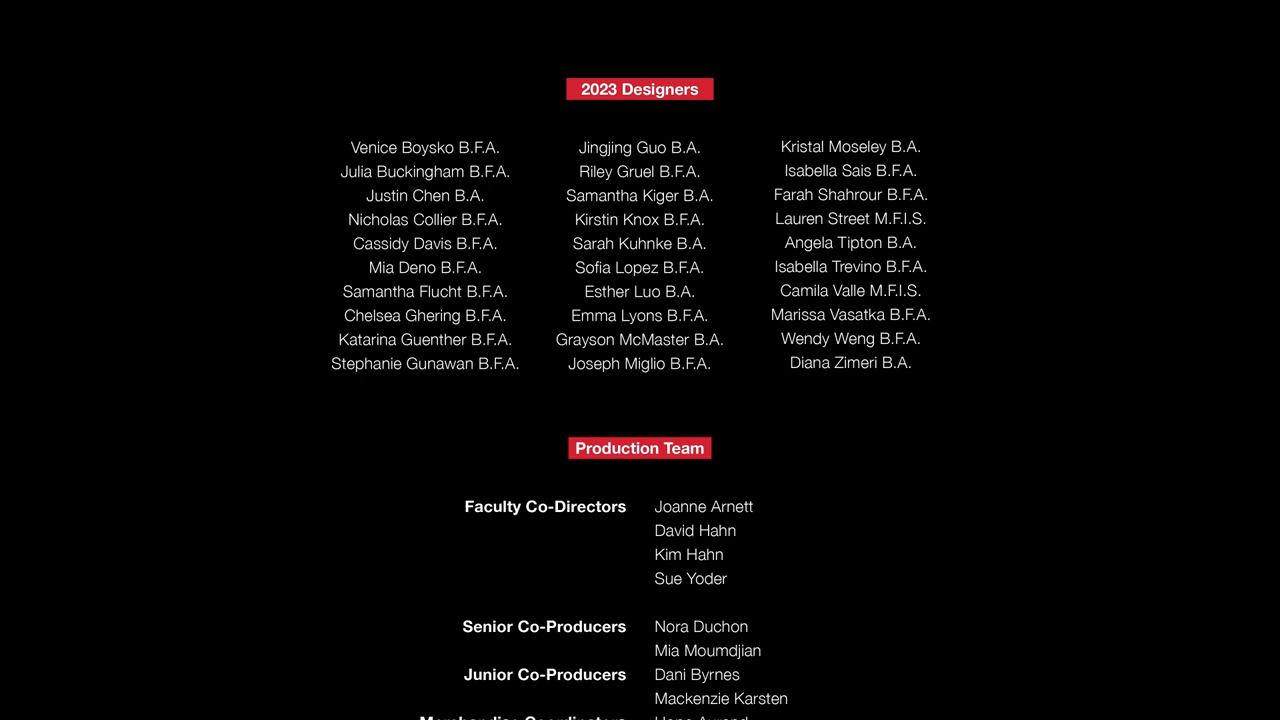 2023 Designers
Venice Boysko B.F.A.
Julia Buckingham B.F.A.
Justin Chen B.A.
Nicholas Collier B.F.A.
Cassidy Davis B.F.A.
Mia Deno B.F.A.
Samantha Flucht B.F.A.
Chelsea Ghering B.F.A.
Katarina Guenther B.F.A.
Stephanie Gunawan B.F.A.
Jingjing Guo B.A.
Riley Gruel B.F.A.
Samantha Kiger B.A.
Kirstin Knox B.F.A.
Sarah Kuhnke B.A.
Sofia Lopez B.F.A.
Esther Luo B.A.
Emma Lyons B.F.A.
Grayson McMaster B.A.
Joseph Miglio B.F.A.
Kristal Moseley B.A.
Isabella Sais B.F.A.
Farah Shahrour B.F.A.
Lauren Street M.F.I.S.
Angela Tipton B.A.
Isabella Trevino B.F.A.
Camila Valle M.F.I.S.
Marissa Vasatka B.F.A.
Wendy Weng B.F.A.
Diana Zimeri B.A.
Production Team
Faculty Co-Directors Joanne Arnett
David Hahn
Kim Hahn
Sue Yoder
Senior Co-Producers Nora Duchon
Mia Moumdjian
Junior Co-Producers Dani Byrnes
Mackenzie Karsten